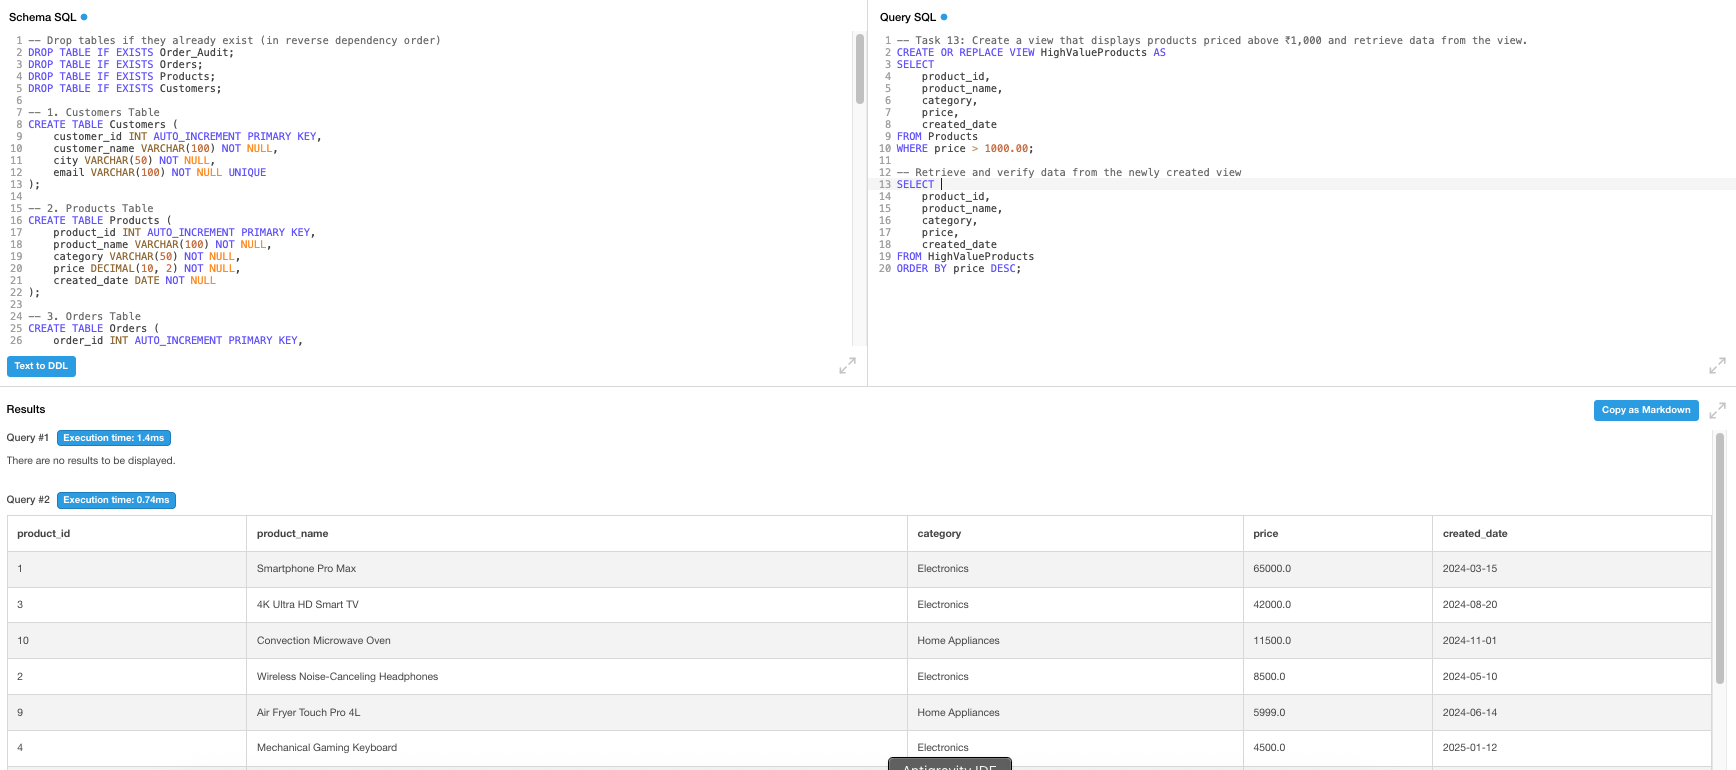 Schema SQL
1 -- Drop tables if they already exist (in reverse dependency order)
2 DROP TABLE IF EXISTS Order_Audit;
3 DROP TABLE IF EXISTS Orders;
4 DROP TABLE IF EXISTS Products;
5 DROP TABLE IF EXISTS Customers;
6
7 -- 1. Customers Table
8 CREATE TABLE Customers (
9     customer_id INT AUTO_INCREMENT PRIMARY KEY,
10     customer_name VARCHAR(100) NOT NULL,
11     city VARCHAR(50) NOT NULL,
12     email VARCHAR(100) NOT NULL UNIQUE
13 );
14
15 -- 2. Products Table
16 CREATE TABLE Products (
17     product_id INT AUTO_INCREMENT PRIMARY KEY,
18     product_name VARCHAR(100) NOT NULL,
19     category VARCHAR(50) NOT NULL,
20     price DECIMAL(10, 2) NOT NULL,
21     created_date DATE NOT NULL
22 );
23
24 -- 3. Orders Table
25 CREATE TABLE Orders (
26     order_id INT AUTO_INCREMENT PRIMARY KEY,
Text to DDL
Query SQL
1 -- Task 13: Create a view that displays products priced above ₹1,000 and retrieve data from the view.
2 CREATE OR REPLACE VIEW HighValueProducts AS
3 SELECT
4     product_id,
5     product_name,
6     category,
7     price,
8     created_date
9 FROM Products
10 WHERE price > 1000.00;
11
12 -- Retrieve and verify data from the newly created view
13 SELECT
14     product_id,
15     product_name,
16     category,
17     price,
18     created_date
19 FROM HighValueProducts
20 ORDER BY price DESC;
Results
Copy as Markdown
Query #1 Execution time: 1.4ms
There are no results to be displayed.
Query #2 Execution time: 0.74ms
product_id product_name category price created_date
1 Smartphone Pro Max Electronics 65000.0 2024-03-15
3 4K Ultra HD Smart TV Electronics 42000.0 2024-08-20
10 Convection Microwave Oven Home Appliances 11500.0 2024-11-01
2 Wireless Noise-Canceling Headphones Electronics 8500.0 2024-05-10
9 Air Fryer Touch Pro 4L Home Appliances 5999.0 2024-06-14
4 Mechanical Gaming Keyboard Electronics 4500.0 2025-01-12
Antigravity IDE